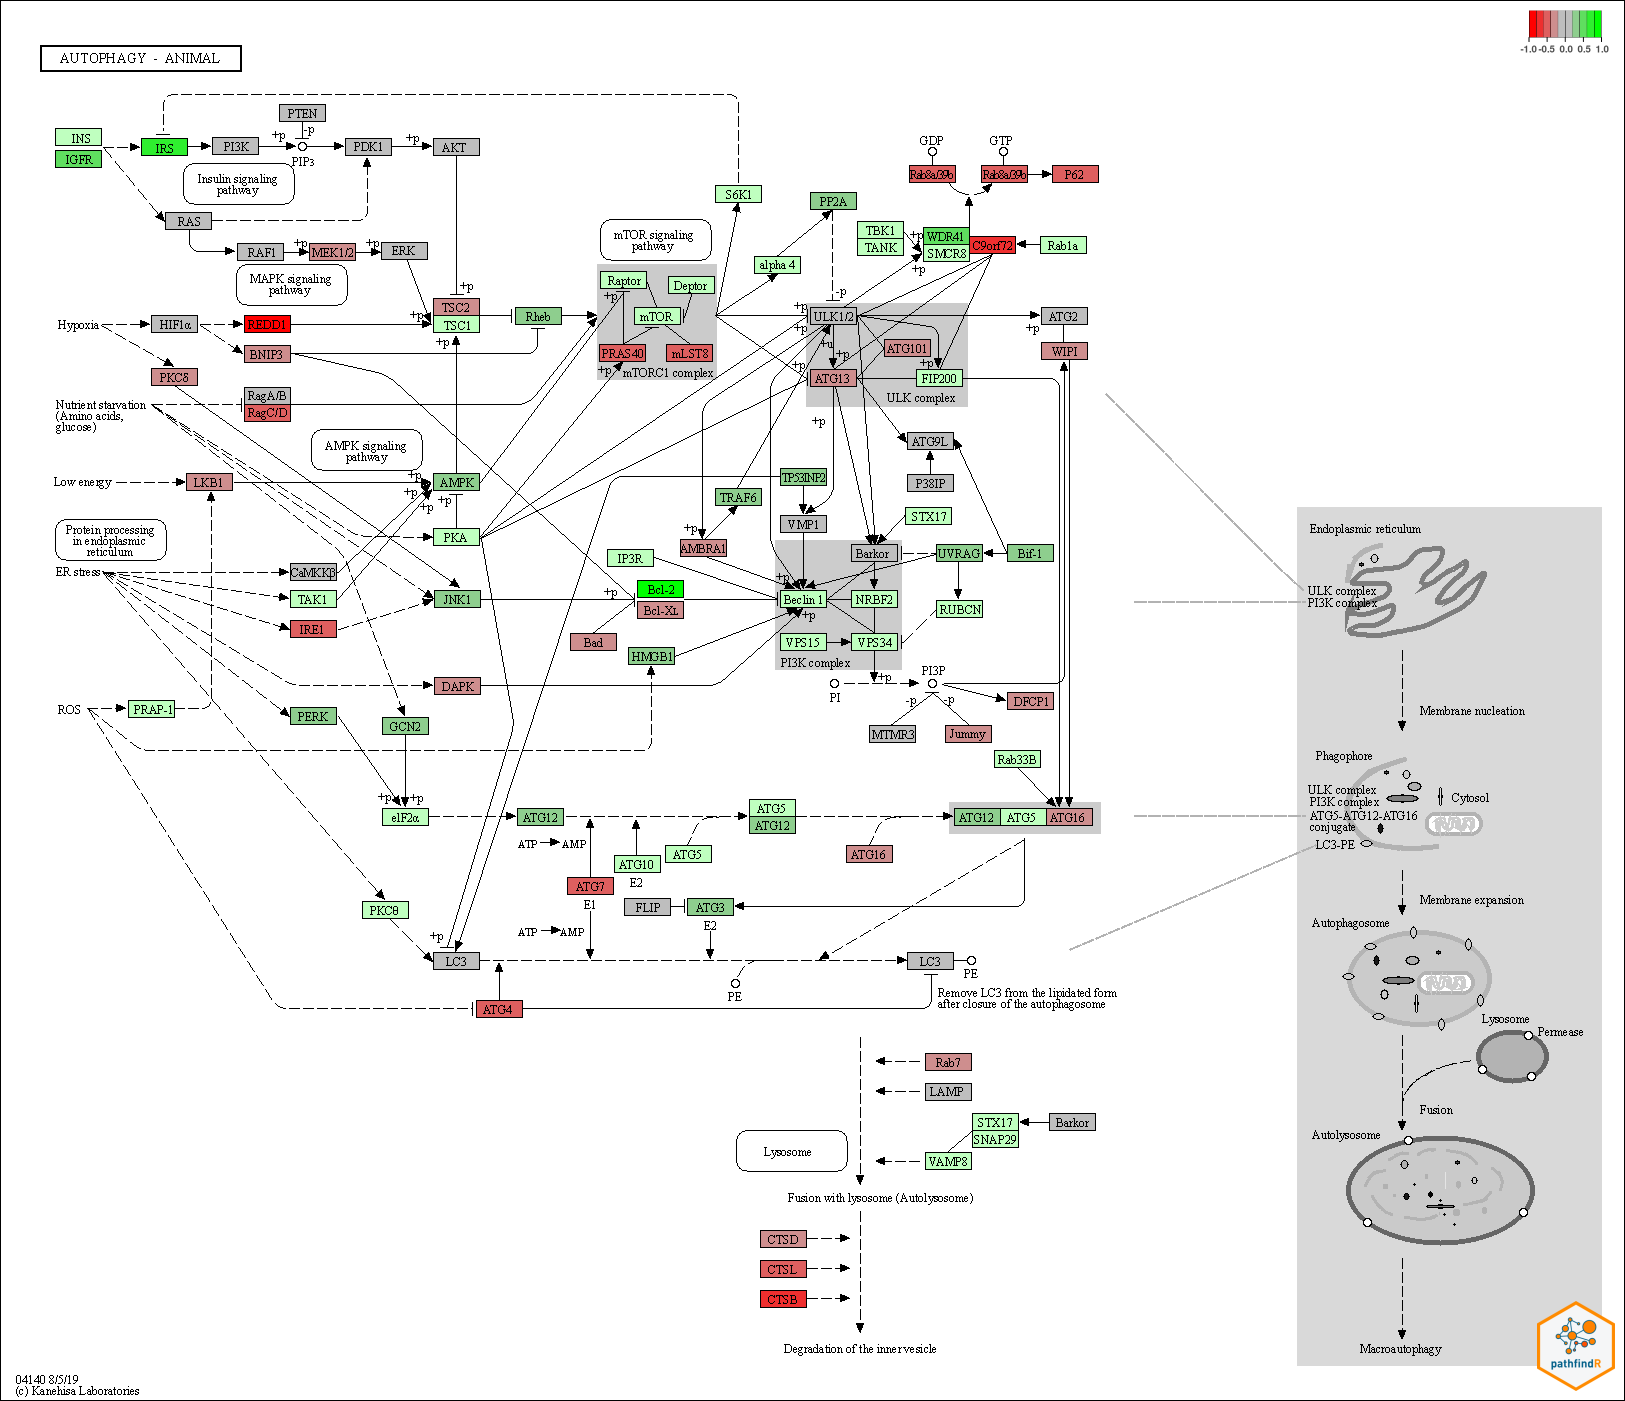 AUTOPHAGY - ANIMAL
-1.0 -0.5 0.0 0.5 1.0
PTEN
-p
INS
IGFR
IRS
PI3K
+p
PIP3
PDK1
+p
AKT
Insulin signaling
pathway
RAS
RAF1
+p
MEK1/2
+p
ERK
MAPK signaling
pathway
S6K1
mTOR signaling
pathway
PP2A
alpha 4
-p
GDP
GTP
Rab8a/39b
Rab8a/39b
P62
TBK1
TANK
+p
+p
WDR41
SMCR8
C9orf72
Rab1a
Hypoxia
HIF1α
REDD1
BNIP3
PKCδ
+p
+p
TSC2
TSC1
+p
Rheb
Raptor
Deptor
+p
mTOR
PRAS40
mLST8
+p
mTORC1 complex
+p
+p
+p
ULK1/2
+u
+p
ATG101
+p
ATG13
FIP200
ULK complex
+p
ATG2
+p
WIPI
Nutrient starvation
(Amino acids,
glucose)
RagA/B
RagC/D
AMPK signaling
pathway
ATG9L
P38IP
Low energy
LKB1
+p
+p
+p
+p
AMPK
PKA
TP53INP2
TRAF6
VMP1
STX17
+p
AMBRA1
Barkor
UVRAG
Bif-1
Protein processing
in endoplasmic
reticulum
ER stress
CaMKKβ
TAK1
IRE1
JNK1
IP3R
+p
Bcl-2
Bcl-XL
Bad
HMGB1
+p
Beclin 1
+p
NRBF2
RUBCN
VPS15
VPS34
PI3K complex
+p
PI
PI3P
-p
-p
DFCP1
MTMR3
Jummy
DAPK
ROS
PRAP-1
PERK
GCN2
Rab33B
+p
+p
eIF2α
ATG12
ATG5
ATG12
ATG12
ATG5
ATG16
ATP
AMP
ATG10
E2
ATG5
ATG16
ATG7
E1
FLIP
ATG3
E2
PKCθ
+p
ATP
AMP
LC3
LC3
PE
PE
ATG4
Remove LC3 from the lipidated form
after closure of the autophagosome
Rab7
LAMP
STX17
SNAP29
Barkor
VAMP8
Lysosome
Fusion with lysosome (Autolysosome)
CTSD
CTSL
CTSB
Degradation of the inner vesicle
Endoplasmic reticulum
ULK complex
PI3K complex
Membrane nucleation
Phagophore
ULK complex
PI3K complex
ATG5-ATG12-ATG16
conjugate
LC3-PE
Cytosol
Membrane expansion
Autophagosome
Lysosome
Permease
Fusion
Autolysosome
Macroautophagy
pathfindR
04140 8/5/19
(c) Kanehisa Laboratories